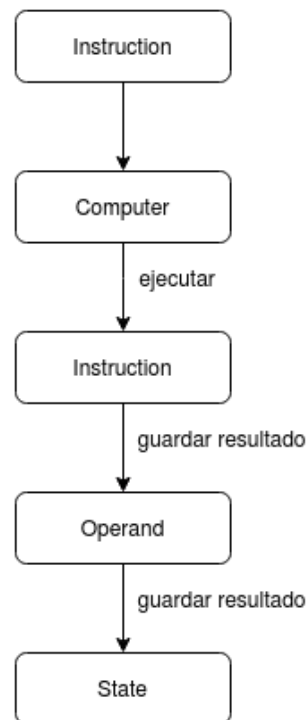 Instruction
Computer
ejecutar
Instruction
guardar resultado
Operand
guardar resultado
State